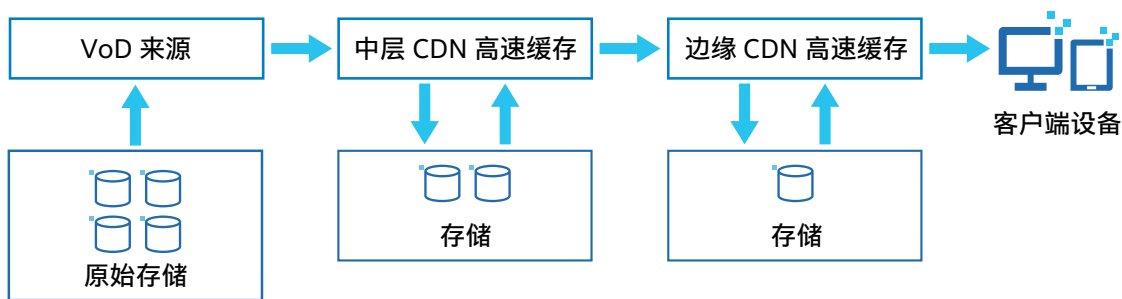 VoD 来源
中层 CDN 高速缓存
边缘 CDN 高速缓存
客户端设备
原始存储
存储
存储